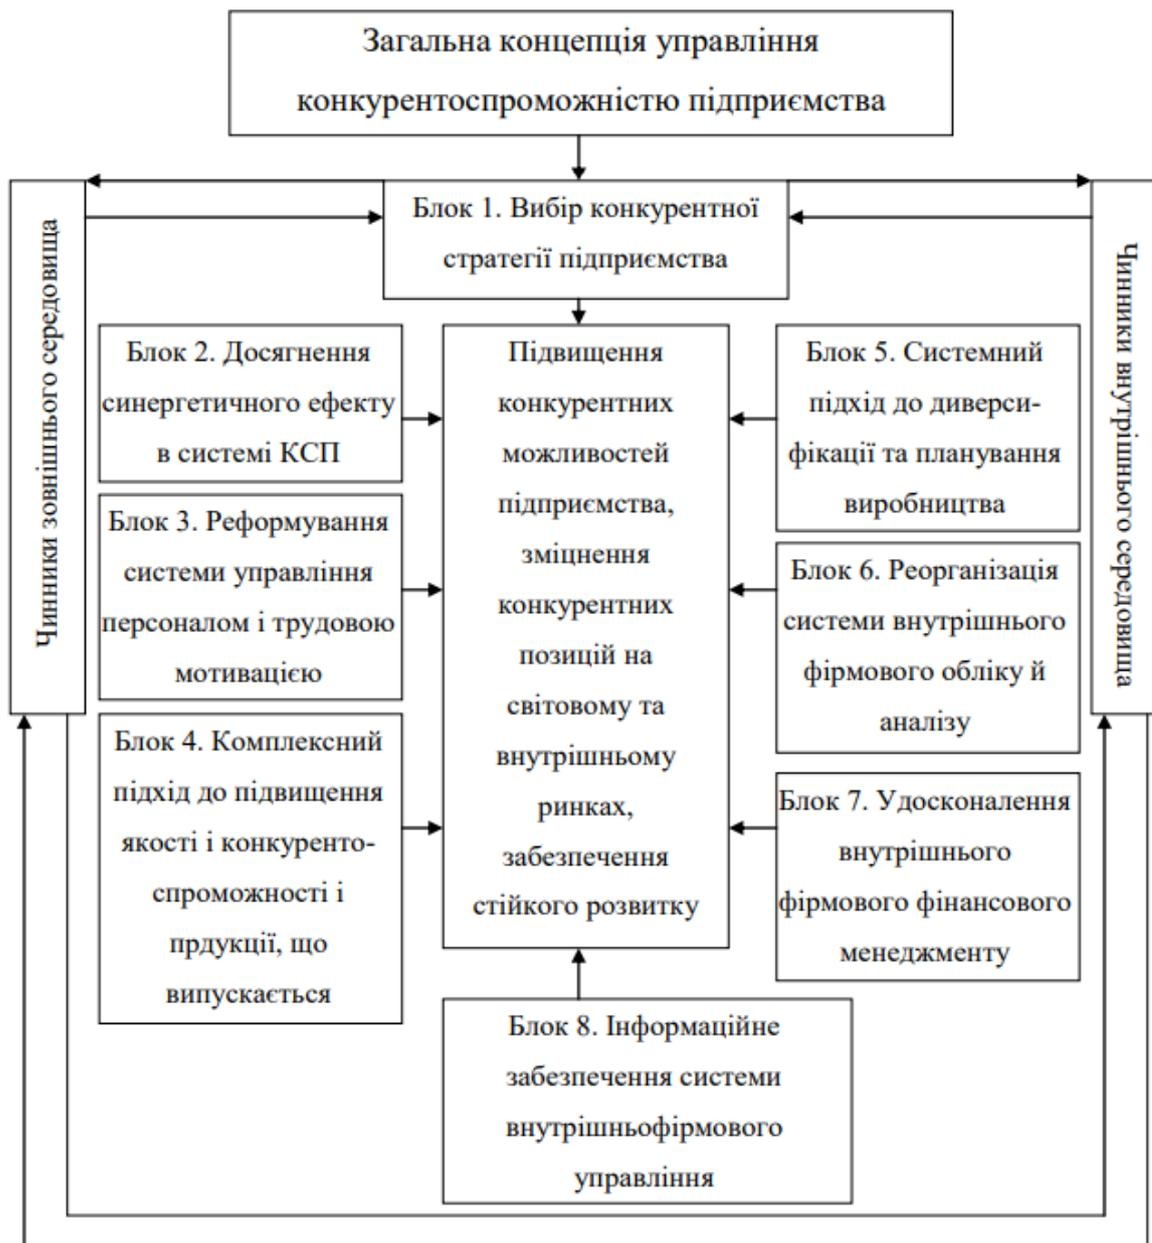 Загальна концепція управління
конкурентоспроможністю підприємства
Блок 1. Вибір конкурентної
стратегії підприємства
Чинники зовнішнього середовища
Блок 2. Досягнення
синергетичного ефекту
в системі КСП
Блок 3. Реформування
системи управління
персоналом і трудовою
мотивацією
Блок 4. Комплексний
підхід до підвищення
якості і конкуренто-
спроможності і
прдукції, що
випускається
Підвищення
конкурентних
можливостей
підприємства,
зміцнення
конкурентних
позицій на
світовому та
внутрішньому
ринках,
забезпечення
стійкого розвитку
Блок 5. Системний
підхід до диверси-
фікації та планування
виробництва
Блок 6. Реорганізація
системи внутрішнього
фірмового обліку й
аналізу
Блок 7. Удосконалення
внутрішнього
фірмового фінансового
менеджменту
Чинники внутрішнього середовища
Блок 8. Інформаційне
забезпечення системи
внутрішньофірмового
управління